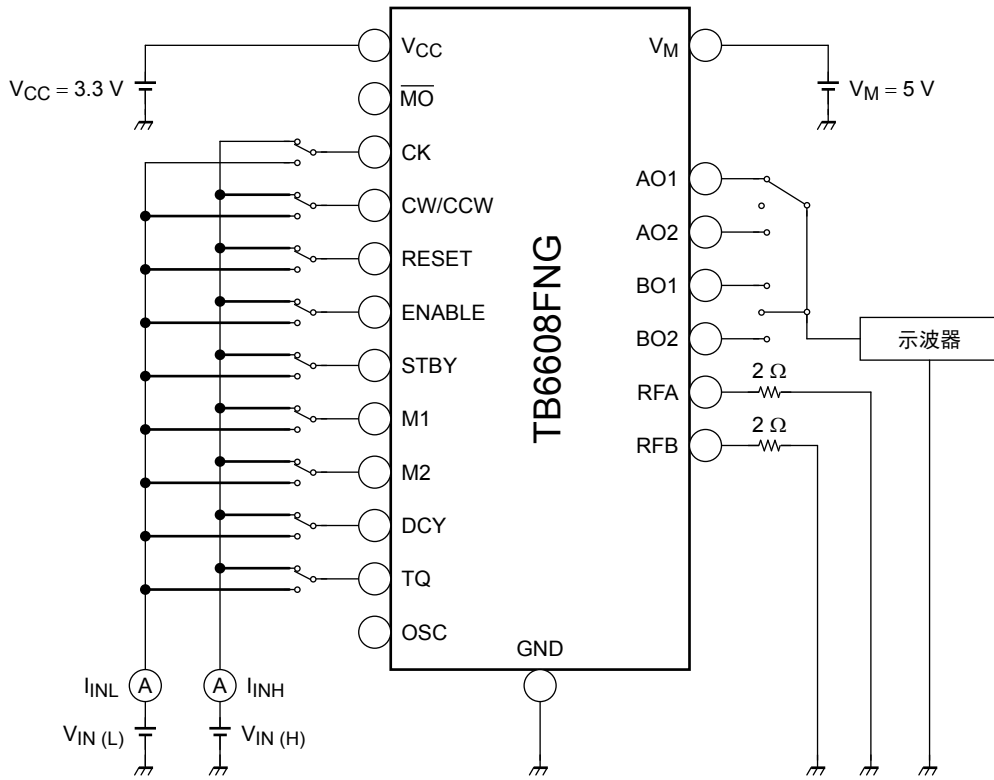 VCC
VM
VCC = 3.3 V
VM = 5 V
MO
CK
CW/CCW
RESET
ENABLE
STBY
M1
M2
DCY
TQ
OSC
AO1
AO2
BO1
BO2
RFA
RFB
2 Ω
2 Ω
TB6608FNG
示波器
GND
IINL
A
A
IINH
VIN (L)
VIN (H)